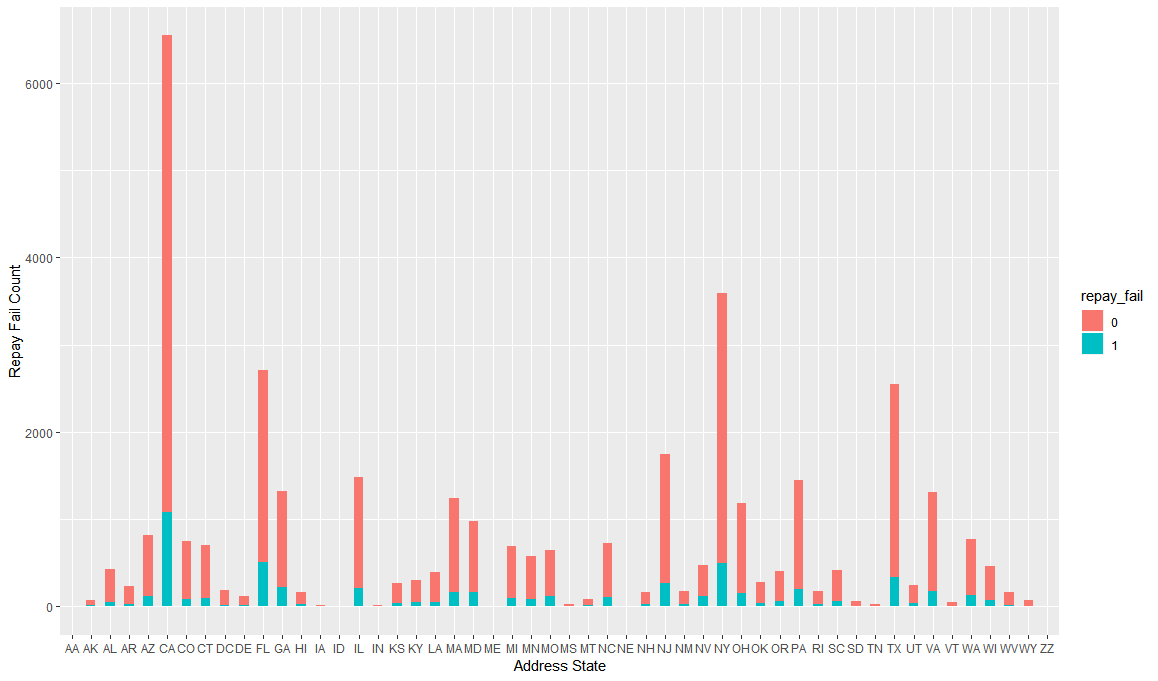 Repay Fail Count
6000
4000
2000
0
AA AK AL AR AZ CA CO CT DC DE FL GA HI IA ID IL IN KS KY LA MA MD ME MI MN MO MS MT NC NE NH NJ NM NV NY OH OK OR PA RI SC SD TN TX UT VA VT WA WI WV WY ZZ
Address State
repay_fail
0
1